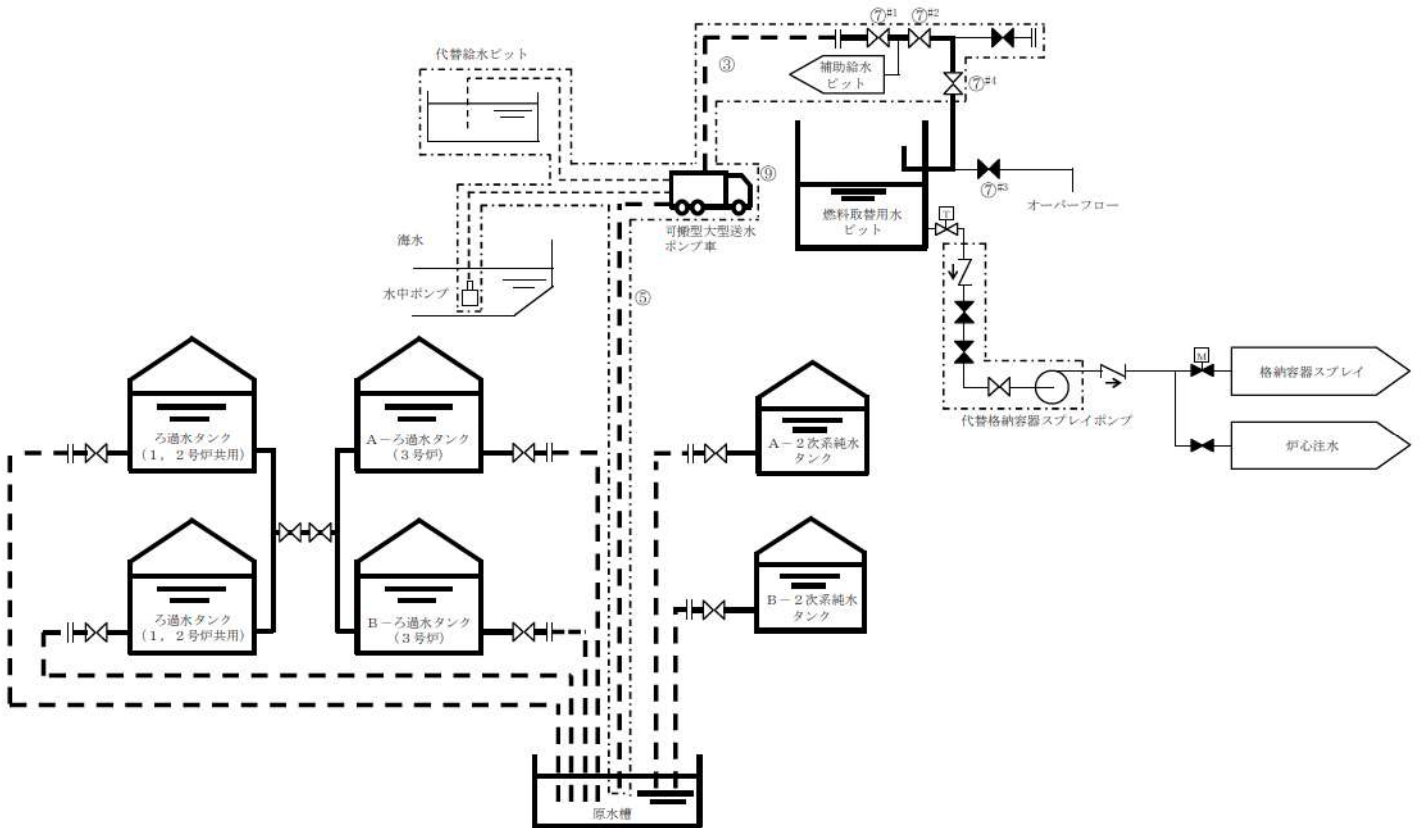 ⑦#1
⑦#2
代替給水ピット
③
補助給水
ピット
⑦#4
⑨
⑦#3
オーバーフロー
燃料取替用水
ピット
T
可搬型大型送水
ポンプ車
海水
水中ポンプ
⑤
M
格納容器スプレイ
代替格納容器スプレイポンプ
炉心注水
ろ過水タンク
(1,2号炉共用)
A-ろ過水タンク
(3号炉)
A-2次系純水
タンク
ろ過水タンク
(1,2号炉共用)
B-ろ過水タンク
(3号炉)
B-2次系純水
タンク
原水槽